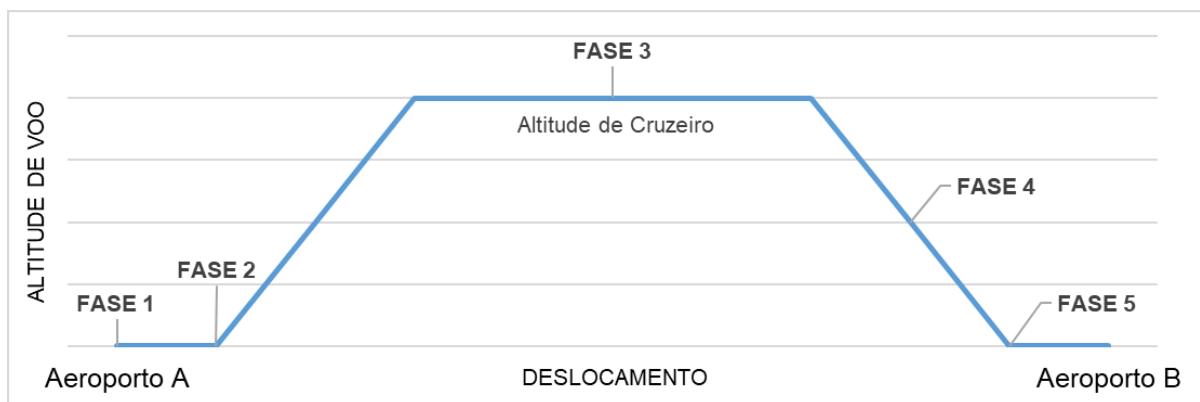 FASE 3
Altitude de Cruzeiro
ALTITUDE DE VOO
FASE 4
FASE 2
FASE 1
FASE 5
Aeroporto A
DESLOCAMENTO
Aeroporto B